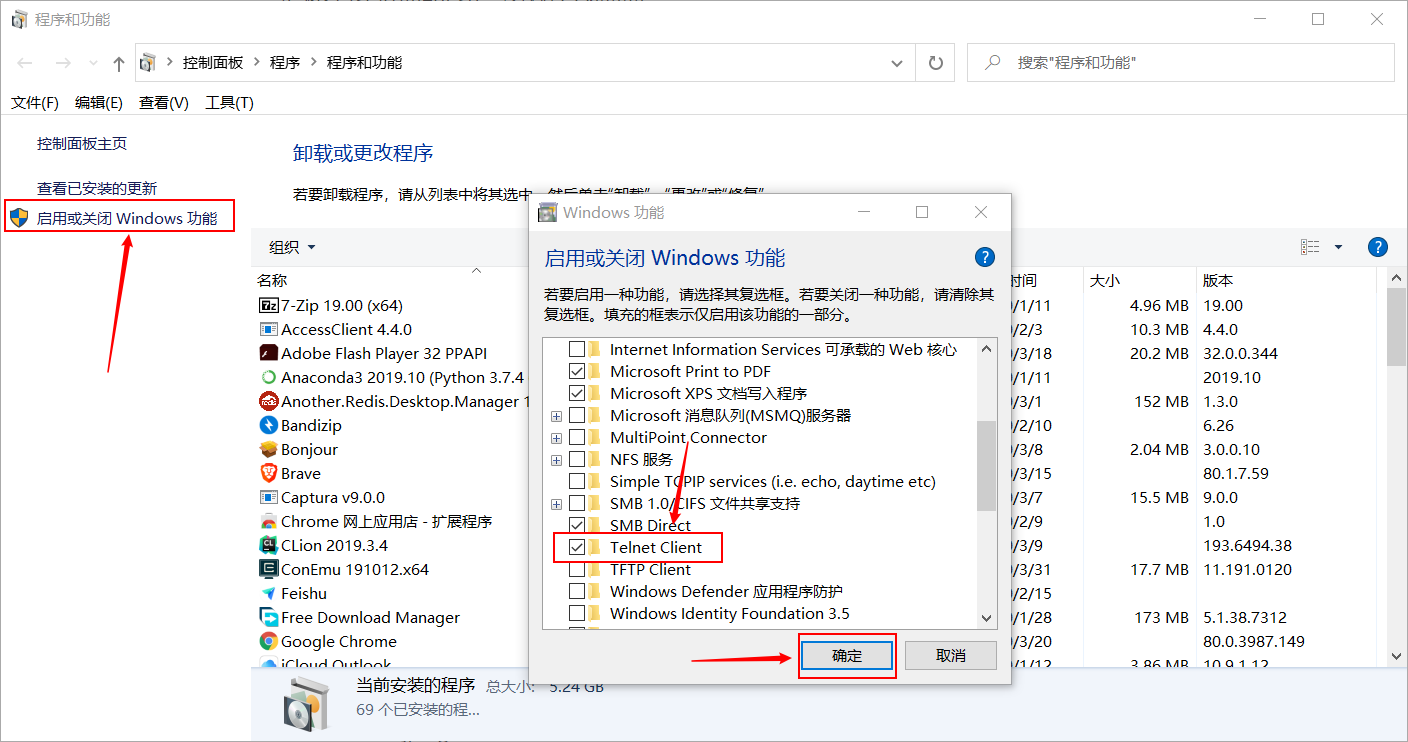 程序和功能
控制面板 程序 程序和功能
搜索"程序和功能"
文件(F) 编辑(E) 查看(V) 工具(T)
控制面板主页
查看已安装的更新
启用或关闭 Windows 功能
卸载或更改程序
若要卸载程序，请从列表中将其选中，然后单击“卸载”、“更改”或“修复”
组织
名称
7-Zip 19.00 (x64)
AccessClient 4.4.0
Adobe Flash Player 32 PPAPI
Anaconda3 2019.10 (Python 3.7.4
Another.Redis.Desktop.Manager 1
Bandizip
Bonjour
Brave
Captura v9.0.0
Chrome 网上应用店 - 扩展程序
CLion 2019.3.4
ConEmu 191012.x64
Feishu
Free Download Manager
Google Chrome
iCloud Outlook
时间 大小 版本
/1/11 4.96 MB 19.00
/2/3 10.3 MB 4.4.0
/3/18 20.2 MB 32.0.0.344
/1/11 2019.10
/3/1 152 MB 1.3.0
/2/10 6.26
/3/8 2.04 MB 3.0.0.10
/3/15 80.1.7.59
/3/7 15.5 MB 9.0.0
/2/9 1.0
/3/9 193.6494.38
/3/31 17.7 MB 11.191.0120
/2/15
/1/28 173 MB 5.1.38.7312
/3/20 80.0.3987.149
/1/12 3.86 MB 10.9.1.12
Windows 功能
启用或关闭 Windows 功能
?
?
若要启用一种功能，请选择其复选框。若要关闭一种功能，请清除其
复选框。填充的框表示仅启用该功能的一部分。
Internet Information Services 可承载的 Web 核心
Microsoft Print to PDF
Microsoft XPS 文档写入程序
Microsoft 消息队列(MSMQ)服务器
MultiPoint Connector
NFS 服务
Simple TCPIP services (i.e. echo, daytime etc)
SMB 1.0/CIFS 文件共享支持
SMB Direct
Telnet Client
TFTP Client
Windows Defender 应用程序防护
Windows Identity Foundation 3.5
确定 取消
当前安装的程序 总大小: 5.24 GB
69 个已安装的程...